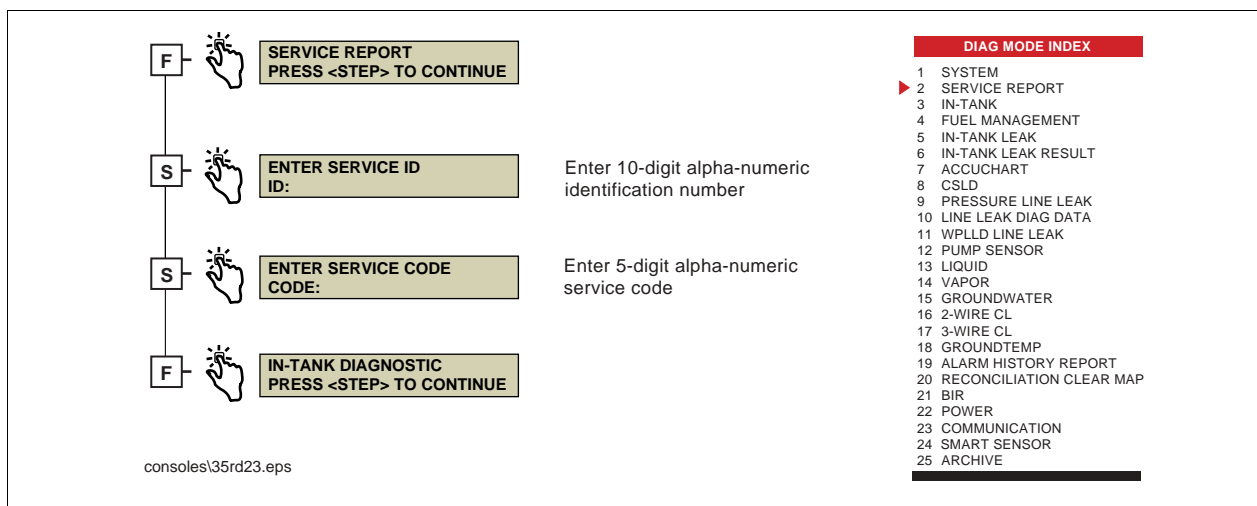 F
SERVICE REPORT
PRESS <STEP> TO CONTINUE
S
ENTER SERVICE ID
ID:
Enter 10-digit alpha-numeric
identification number
S
ENTER SERVICE CODE
CODE:
Enter 5-digit alpha-numeric
service code
F
IN-TANK DIAGNOSTIC
PRESS <STEP> TO CONTINUE
consoles\35rd23.eps
DIAG MODE INDEX
1 SYSTEM
2 SERVICE REPORT
3 IN-TANK
4 FUEL MANAGEMENT
5 IN-TANK LEAK
6 IN-TANK LEAK RESULT
7 ACCUCHART
8 CSLD
9 PRESSURE LINE LEAK
10 LINE LEAK DIAG DATA
11 WPLLD LINE LEAK
12 PUMP SENSOR
13 LIQUID
14 VAPOR
15 GROUNDWATER
16 2-WIRE CL
17 3-WIRE CL
18 GROUNDTEMP
19 ALARM HISTORY REPORT
20 RECONCILIATION CLEAR MAP
21 BIR
22 POWER
23 COMMUNICATION
24 SMART SENSOR
25 ARCHIVE